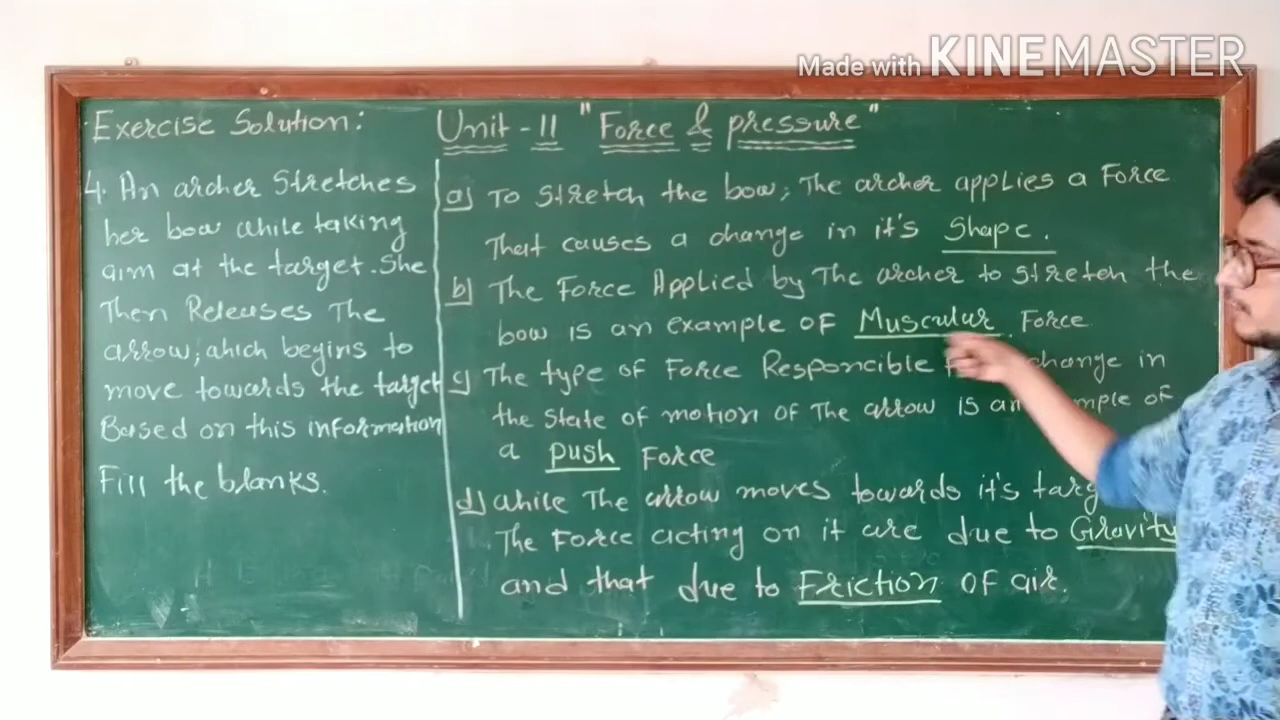 Made with KINEMASTER
Exercise Solution:
Unit - 11 "Force & pressure"
4. An archer stretches
her bow while taking
aim at the target. She
Then Releases The
arrow; which begins to
move towards the target
Based on this information
Fill the blanks.
a) To stretch the bow; The archer applies a Force
That causes a change in it's Shape.
b) The Force Applied by The archer to stretch the
bow is an example of Muscular Force
c) The type of Force Responcible change in
the state of motion of The arrow is an of
a push Force
d) While The arrow moves towards it's
The Force acting on it are due to Gravity
and that due to Friction of air.